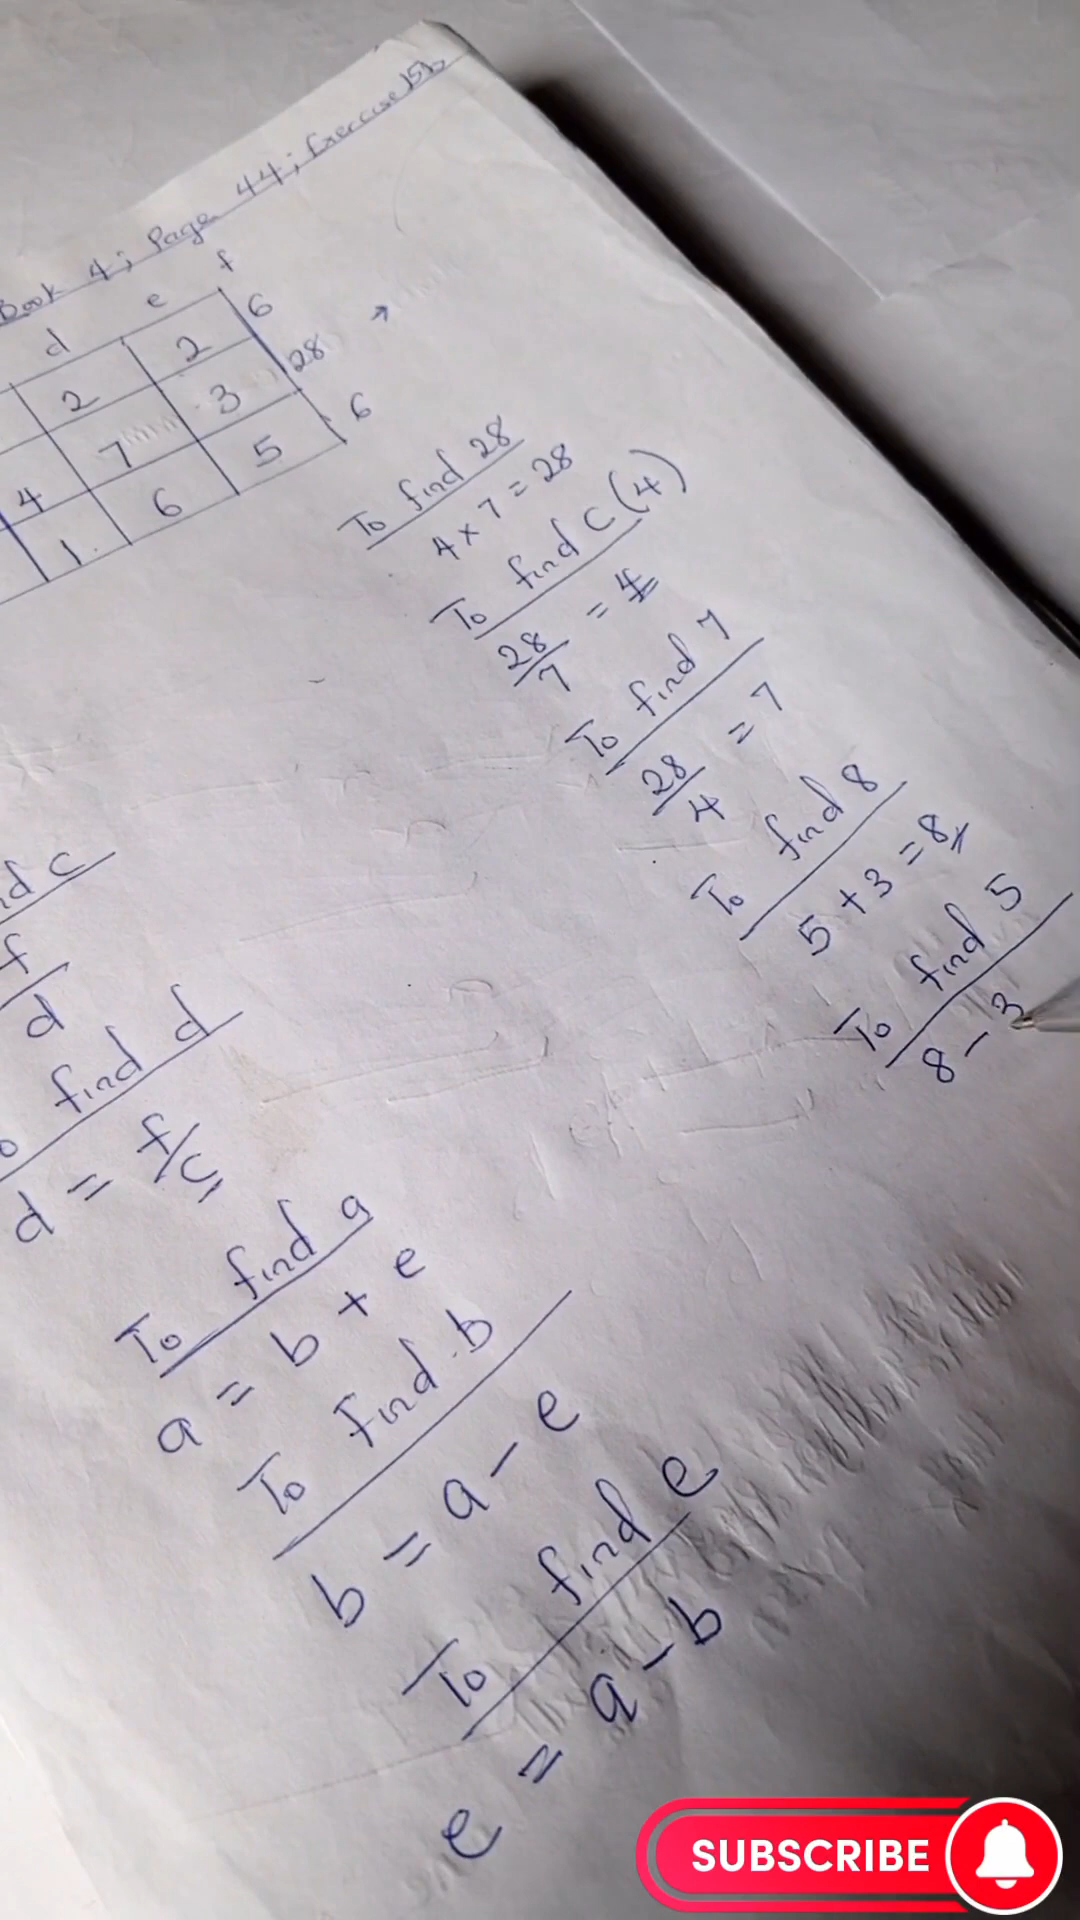 Book 4; Page 44; Exercise 15b
d e f
2 2 6
7 3 28
4 6 5 6
1
To find 28
4 x 7 = 28
To find C (4)
28/7 = 4
To find 7
28/4 = 7
To find 8
5 + 3 = 8
To find 5
8 - 3
c
f
d
find d
d = f/c
To find a
a = b + e
To find b
b = a - e
To find e
e = a - b
SUBSCRIBE